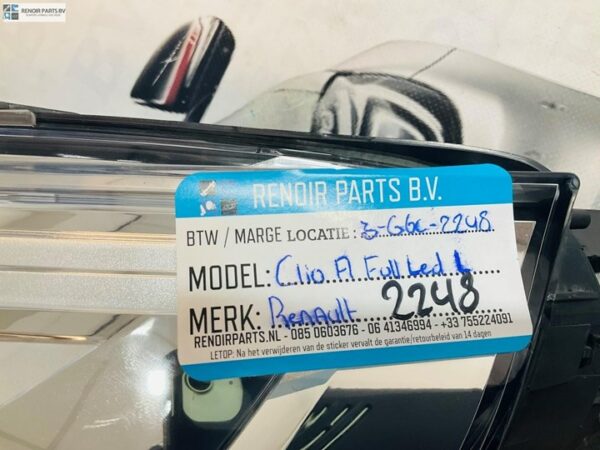 RENOIR PARTS BV
RENOIR PARTS B.V.
BTW / MARGE LOCATIE: 3-G6C-2248
MODEL: Clio Fl Full Led L
MERK: Renault 2248
RENOIRPARTS.NL - 085 0603676 - 06 41346994 - +33 755224091
LETOP: Na het verwijderen van de sticker vervalt de garantie/retourbeleid van 14 dagen